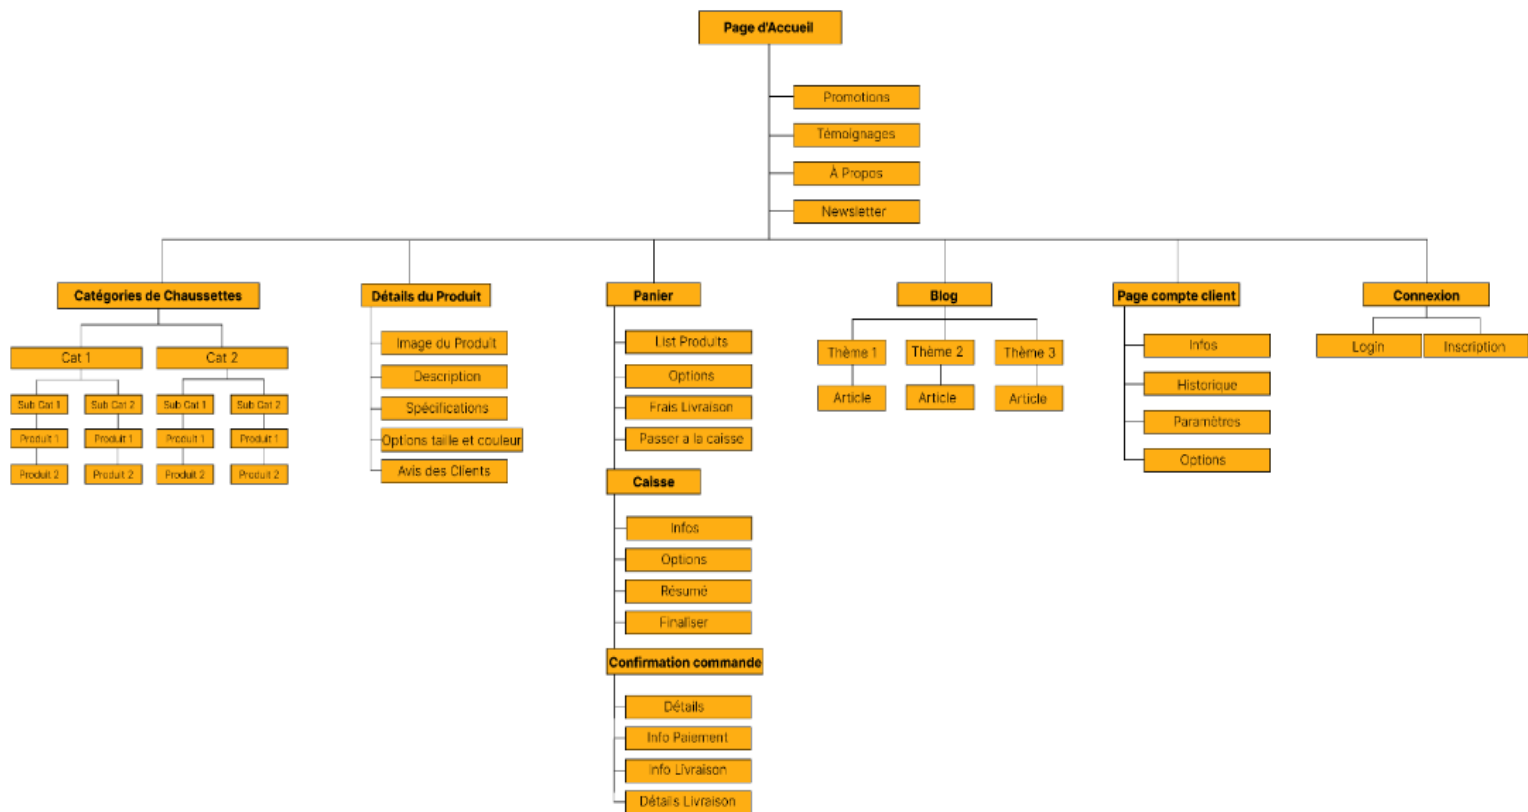 Page d'Accueil
Promotions
Témoignages
À Propos
Newsletter
Catégories de Chaussettes
Cat 1
Cat 2
Sub Cat 1
Sub Cat 2
Sub Cat 1
Sub Cat 2
Produit 1
Produit 1
Produit 1
Produit 1
Produit 2
Produit 2
Produit 2
Produit 2
Détails du Produit
Image du Produit
Description
Spécifications
Options taille et couleur
Avis des Clients
Panier
List Produits
Options
Frais Livraison
Passer a la caisse
Caisse
Infos
Options
Résumé
Finaliser
Confirmation commande
Détails
Info Paiement
Info Livraison
Détails Livraison
Blog
Thème 1
Thème 2
Thème 3
Article
Article
Article
Page compte client
Infos
Historique
Paramètres
Options
Connexion
Login
Inscription